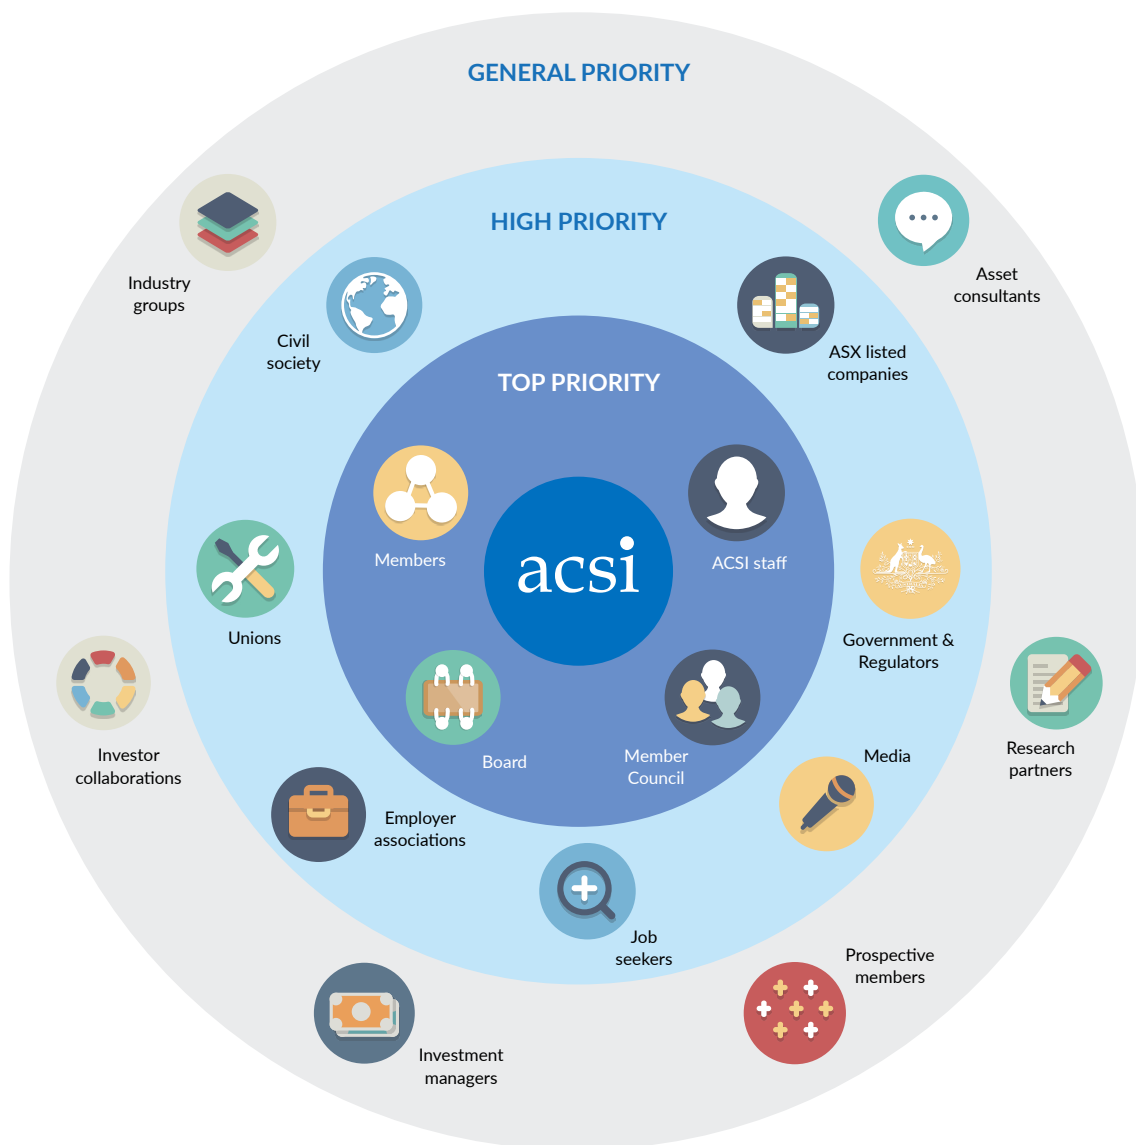 GENERAL PRIORITY
HIGH PRIORITY
Industry
groups
Asset
consultants
Civil
society
ASX listed
companies
TOP PRIORITY
Members
acsi
ACSI staff
Unions
Government &
Regulators
Investor
collaborations
Board
Member
Council
Media
Research
partners
Employer
associations
Job
seekers
Prospective
members
Investment
managers